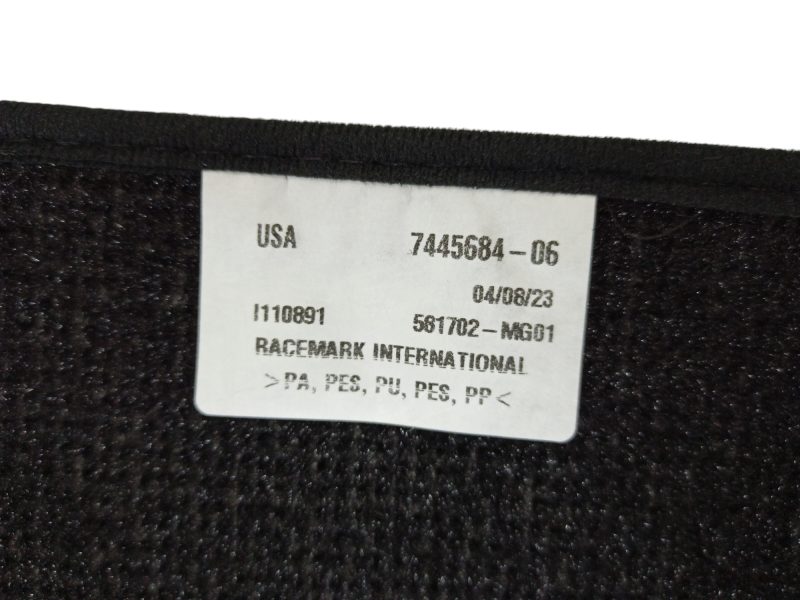 USA 7445684-06
04/08/23
I110891 561702-MG01
RACEMARK INTERNATIONAL
>PA, PES, PU, PES, PP<